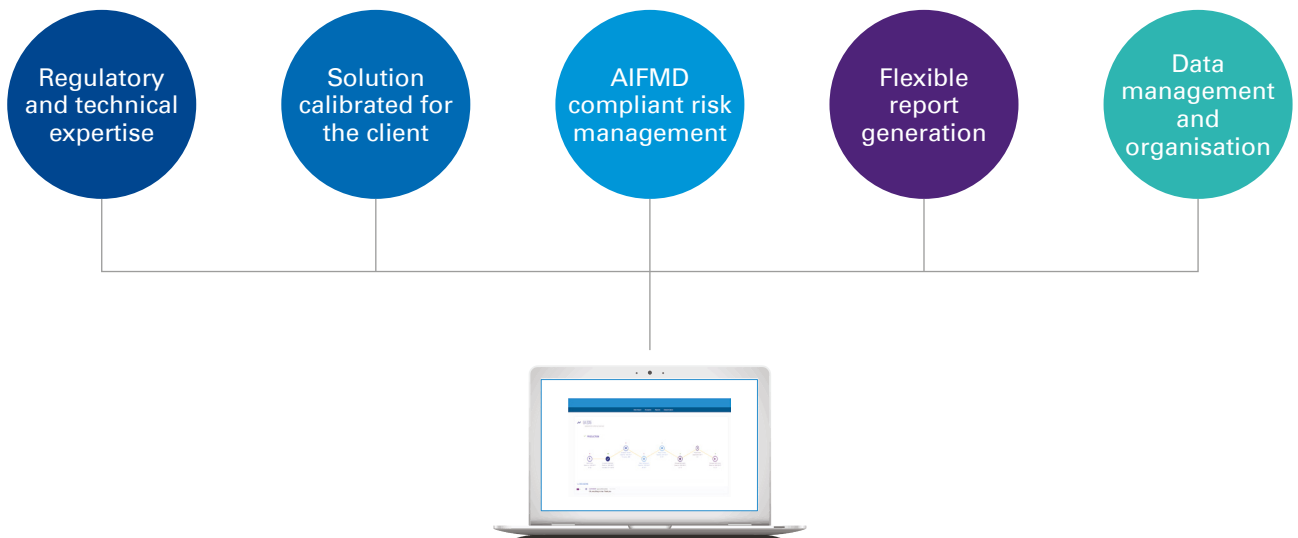 Regulatory
and technical
expertise
Solution
calibrated for
the client
AIFMD
compliant risk
management
Flexible
report
generation
Data
management
and
organisation